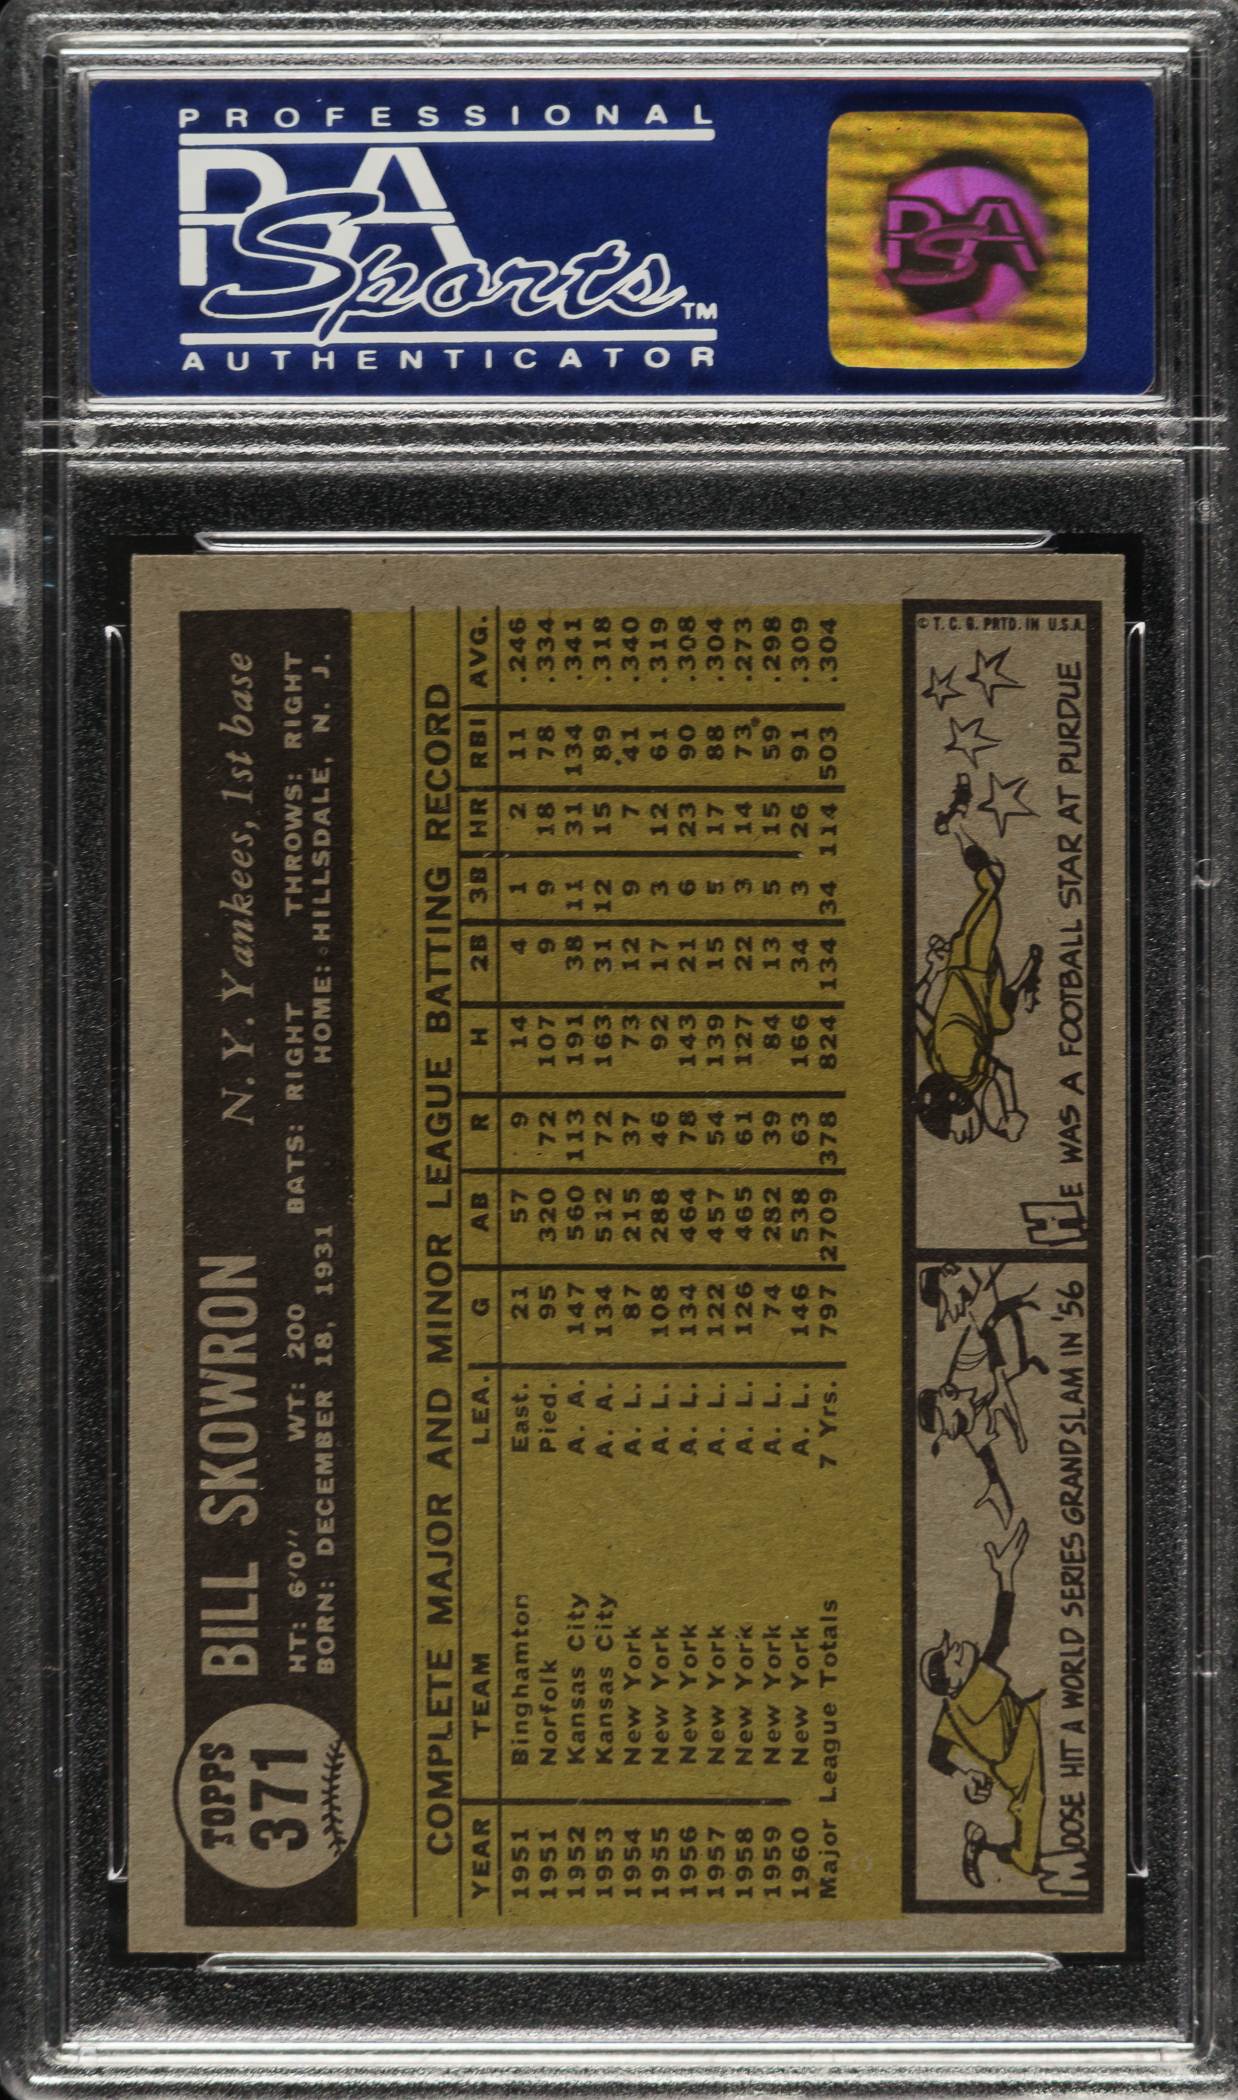 PROFESSIONAL
PSA
Sports™
AUTHENTICATOR
PSA
TOPPS
371
BILL SKOWRON N. Y. Yankees, 1st base
HT: 6'0" WT: 200 BATS: RIGHT THROWS: RIGHT
BORN: DECEMBER 18, 1931 HOME: HILLSDALE, N. J.
COMPLETE MAJOR AND MINOR LEAGUE BATTING RECORD
YEAR TEAM LEA. G AB R H 2B 3B HR RBI AVG.
1951 Binghamton East. 21 57 9 14 4 1 2 11 .246
1951 Norfolk Pied. 95 320 72 107 9 9 18 78 .334
1952 Kansas City A. A. 147 560 113 191 38 11 31 134 .341
1953 Kansas City A. A. 134 512 72 163 31 12 15 89 .318
1954 New York A. L. 87 215 37 73 12 9 7 41 .340
1955 New York A. L. 108 288 46 92 17 3 12 61 .319
1956 New York A. L. 134 464 78 143 21 6 23 90 .308
1957 New York A. L. 122 457 54 139 15 5 17 88 .304
1958 New York A. L. 126 465 61 127 22 3 14 73 .273
1959 New York A. L. 74 282 39 84 13 5 15 59 .298
1960 New York A. L. 146 538 63 166 34 3 26 91 .309
Major League Totals 7 Yrs. 797 2709 378 824 134 34 114 503 .304
MOOSE HIT A WORLD SERIES GRAND SLAM IN '56
HE WAS A FOOTBALL STAR AT PURDUE
© T. C. G. PRTD. IN U.S.A.